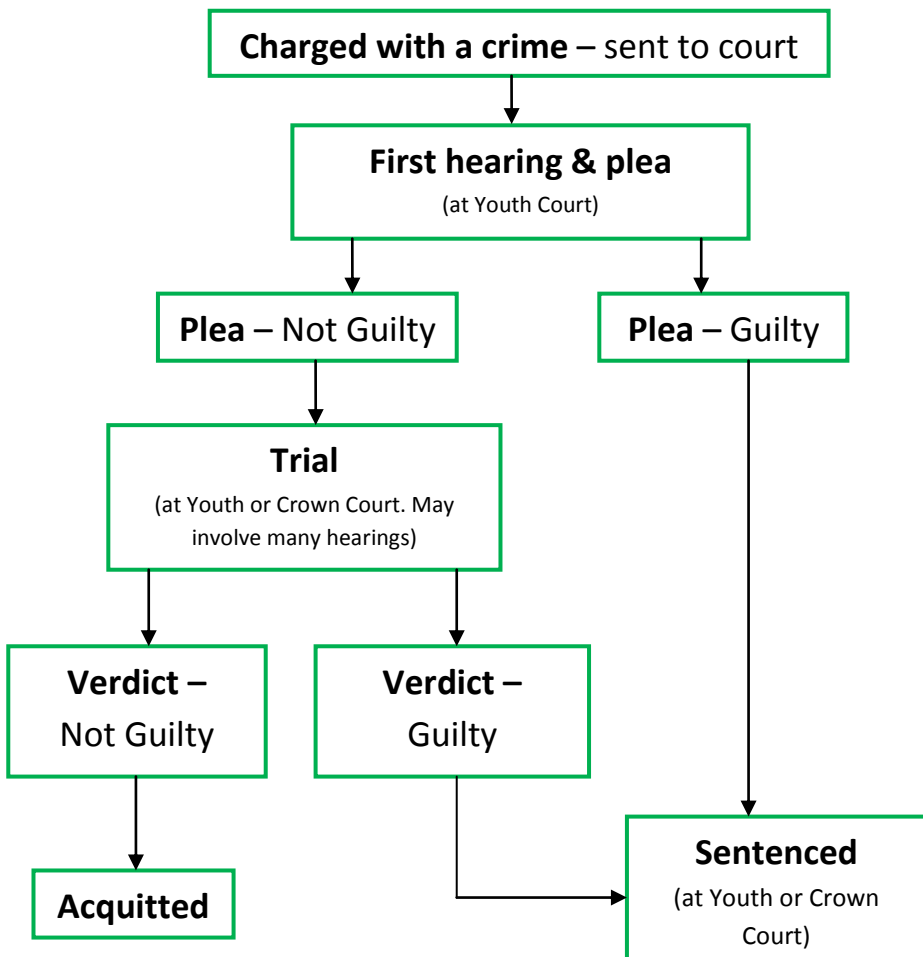 Charged with a crime – sent to court
First hearing & plea
(at Youth Court)
Plea – Not Guilty
Plea – Guilty
Trial
(at Youth or Crown Court. May
involve many hearings)
Verdict –
Not Guilty
Verdict –
Guilty
Acquitted
Sentenced
(at Youth or Crown
Court)